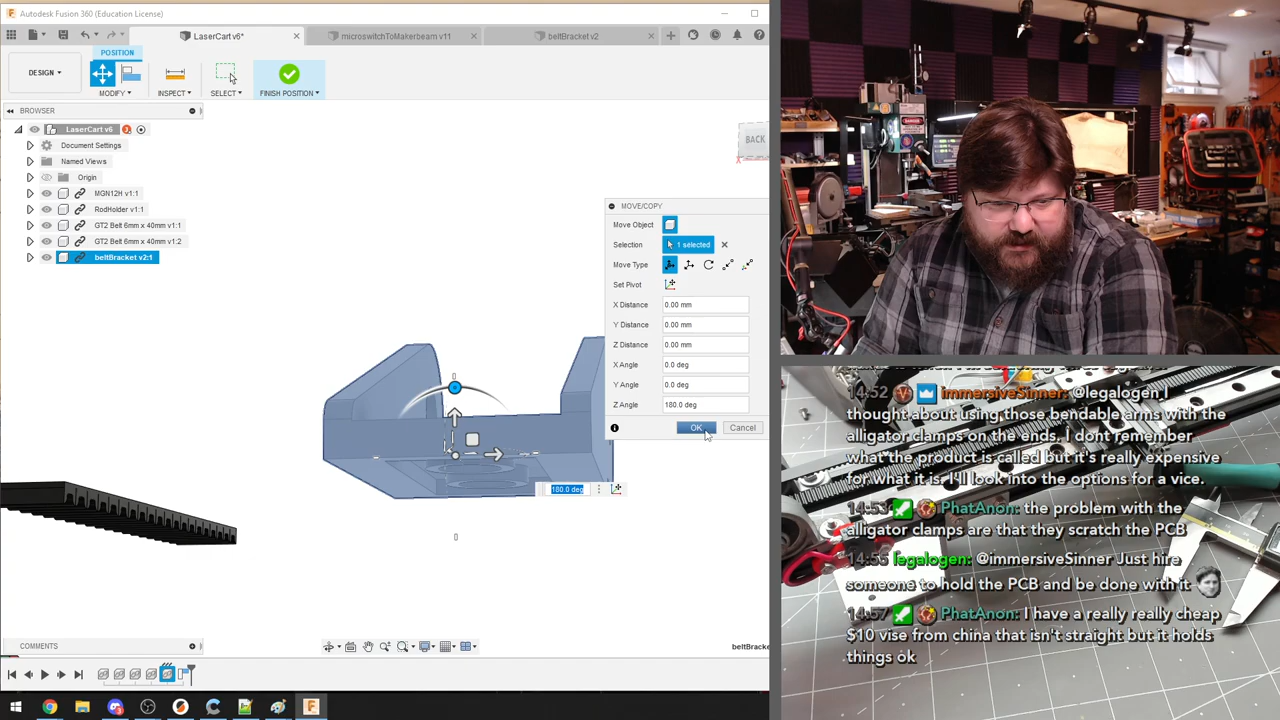 Autodesk Fusion 360 (Education License)
LaserCart v6*
microswitchToMakerbeam v11
beltBracket v2
POSITION
DESIGN
MODIFY
INSPECT
SELECT
FINISH POSITION
BROWSER
LaserCart v6
Document Settings
Named Views
Origin
MGN12H v1:1
RodHolder v1:1
GT2 Belt 6mm x 40mm v1:1
GT2 Belt 6mm x 40mm v1:2
beltBracket v2:1
BACK
X
MOVE/COPY
Move Object
Selection
1 selected
Move Type
Set Pivot
X Distance
0.00 mm
Y Distance
0.00 mm
Z Distance
0.00 mm
X Angle
0.0 deg
Y Angle
0.0 deg
Z Angle
180.0 deg
OK
Cancel
180.0 deg
COMMENTS
beltBracke
14:52 immersiveSinner: @legalogen I
thought about using those bendable arms with the
alligator clamps on the ends. I dont remember
what the product is called but it's really expensive
for what it is. I'll look into the options for a vice.
14:53 PhatAnon: the problem with the
alligator clamps are that they scratch the PCB
14:55 legalogen: @immersiveSinner Just hire
someone to hold the PCB and be done with it
14:57 PhatAnon: I have a really really cheap
$10 vise from china that isn't straight but it holds
things ok
DANGER